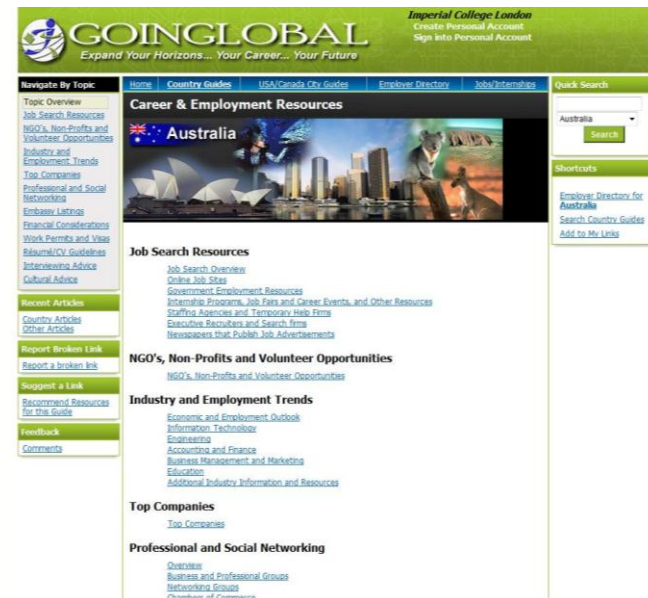 GOINGLOBAL
Expand Your Horizons... Your Career... Your Future
Imperial College London
Create Personal Account
Sign into Personal Account
Navigate By Topic
Topic Overview
Job Search Resources
NGO's, Non-Profits and
Volunteer Opportunities
Industry and
Employment Trends
Top Companies
Professional and Social
Networking
Embassy Listings
Financial Considerations
Work Permits and Visas
Résumé/CV Guidelines
Interviewing Advice
Cultural Advice
Recent Articles
Country Articles
Other Articles
Report Broken Link
Report a broken link
Suggest a Link
Recommend Resources
for this Guide
Feedback
Comments
Home Country Guides USA/Canada City Guides Employer Directory Jobs/Internships
Career & Employment Resources
Australia
Job Search Resources
Job Search Overview
Online Job Sites
Government Employment Resources
Internship Programs, Job Fairs and Career Events, and Other Resources
Staffing Agencies and Temporary Help Firms
Executive Recruiters and Search firms
Newspapers that Publish Job Advertisements
NGO's, Non-Profits and Volunteer Opportunities
NGO's, Non-Profits and Volunteer Opportunities
Industry and Employment Trends
Economic and Employment Outlook
Information Technology
Engineering
Accounting and Finance
Business Management and Marketing
Education
Additional Industry Information and Resources
Top Companies
Top Companies
Professional and Social Networking
Overview
Business and Professional Groups
Networking Groups
Chambers of Commerce
Quick Search
Australia
Search
Shortcuts
Employer Directory for
Australia
Search Country Guides
Add to My Links